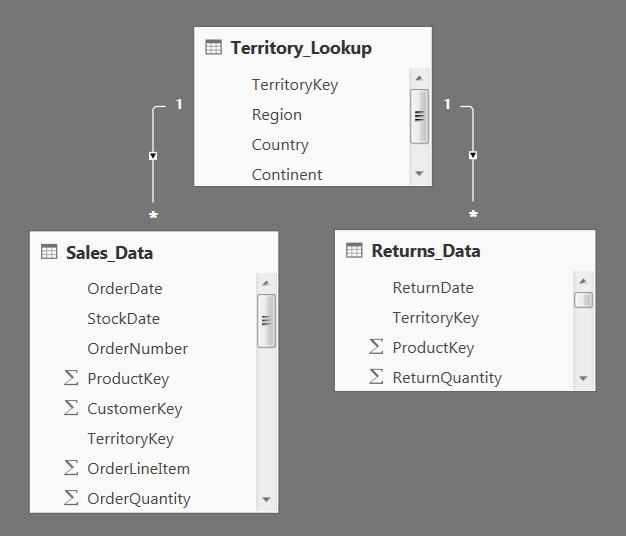 Territory_Lookup
TerritoryKey
Region
Country
Continent
1
1
*
*
Sales_Data
OrderDate
StockDate
OrderNumber
∑ ProductKey
∑ CustomerKey
TerritoryKey
∑ OrderLineItem
∑ OrderQuantity
Returns_Data
ReturnDate
TerritoryKey
∑ ProductKey
∑ ReturnQuantity